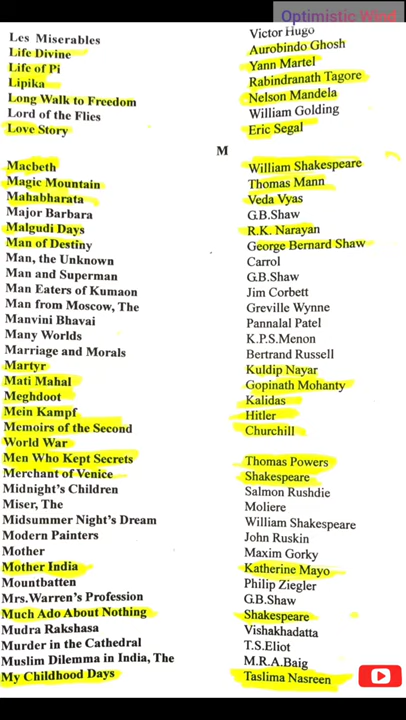 Optimistic Wind
Les Miserables Victor Hugo
Life Divine Aurobindo Ghosh
Life of Pi Yann Martel
Lipika Rabindranath Tagore
Long Walk to Freedom Nelson Mandela
Lord of the Flies William Golding
Love Story Eric Segal
M
Macbeth William Shakespeare
Magic Mountain Thomas Mann
Mahabharata Veda Vyas
Major Barbara G.B.Shaw
Malgudi Days R.K. Narayan
Man of Destiny George Bernard Shaw
Man, the Unknown Carrol
Man and Superman G.B.Shaw
Man Eaters of Kumaon Jim Corbett
Man from Moscow, The Greville Wynne
Manvini Bhavai Pannalal Patel
Many Worlds K.P.S.Menon
Marriage and Morals Bertrand Russell
Martyr Kuldip Nayar
Mati Mahal Gopinath Mohanty
Meghdoot Kalidas
Mein Kampf Hitler
Memoirs of the Second Churchill
World War
Men Who Kept Secrets Thomas Powers
Merchant of Venice Shakespeare
Midnight's Children Salmon Rushdie
Miser, The Moliere
Midsummer Night's Dream William Shakespeare
Modern Painters John Ruskin
Mother Maxim Gorky
Mother India Katherine Mayo
Mountbatten Philip Ziegler
Mrs.Warren's Profession G.B.Shaw
Much Ado About Nothing Shakespeare
Mudra Rakshasa Vishakhadatta
Murder in the Cathedral T.S.Eliot
Muslim Dilemma in India, The M.R.A.Baig
My Childhood Days Taslima Nasreen